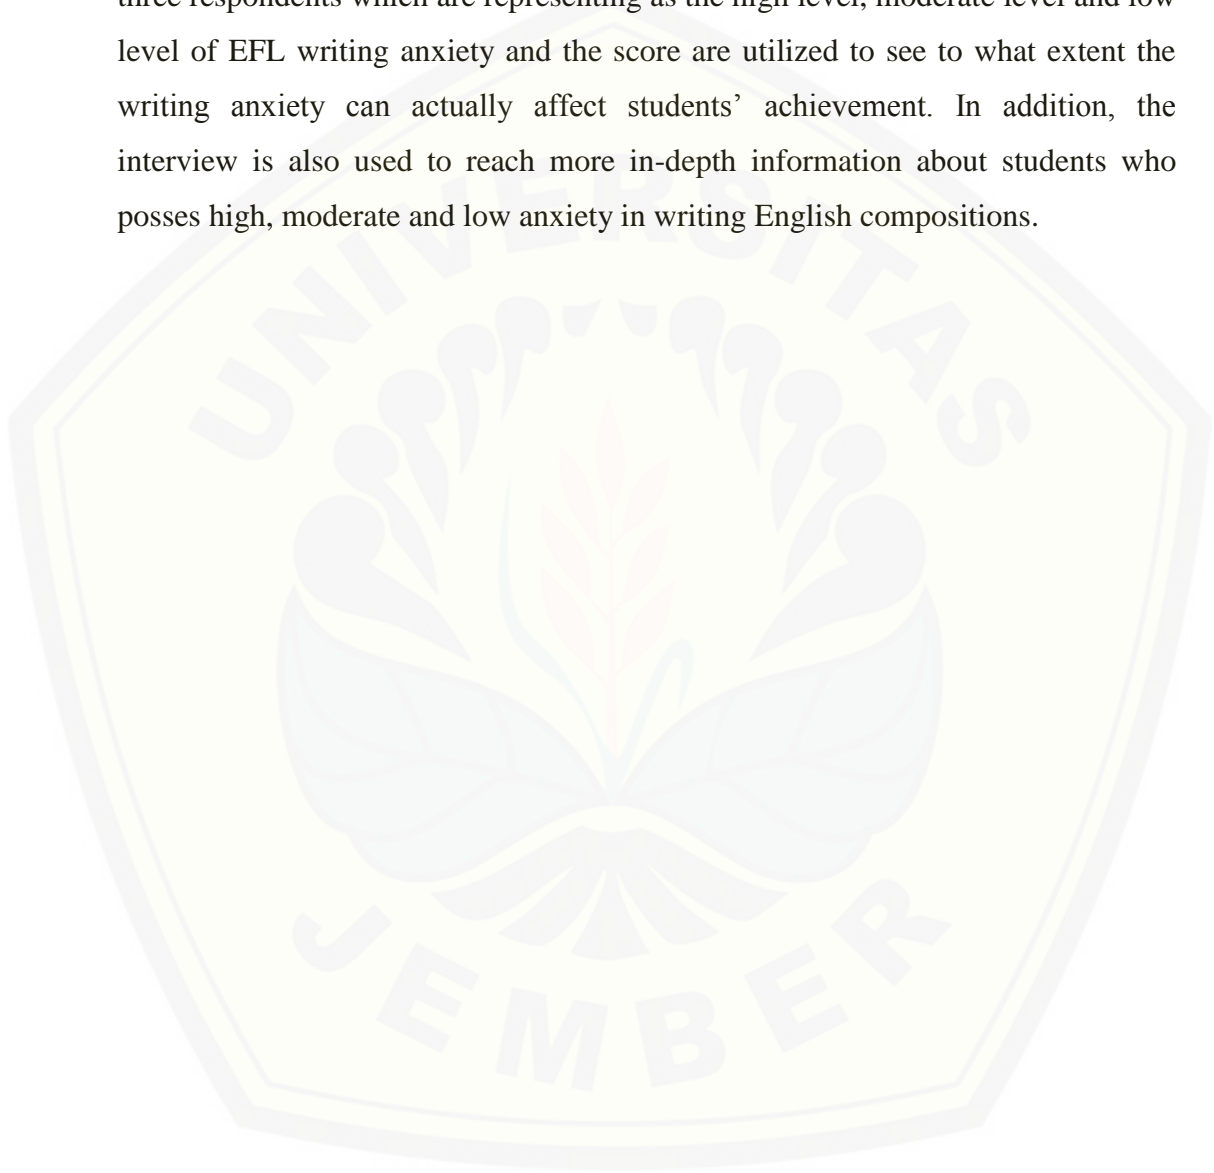 three respondents which are representing as the high level, moderate level and low
level of EFL writing anxiety and the score are utilized to see to what extent the
writing anxiety can actually affect students’ achievement. In addition, the
interview is also used to reach more in-depth information about students who
posses high, moderate and low anxiety in writing English compositions.
UNIVERSITAS
JEMBER